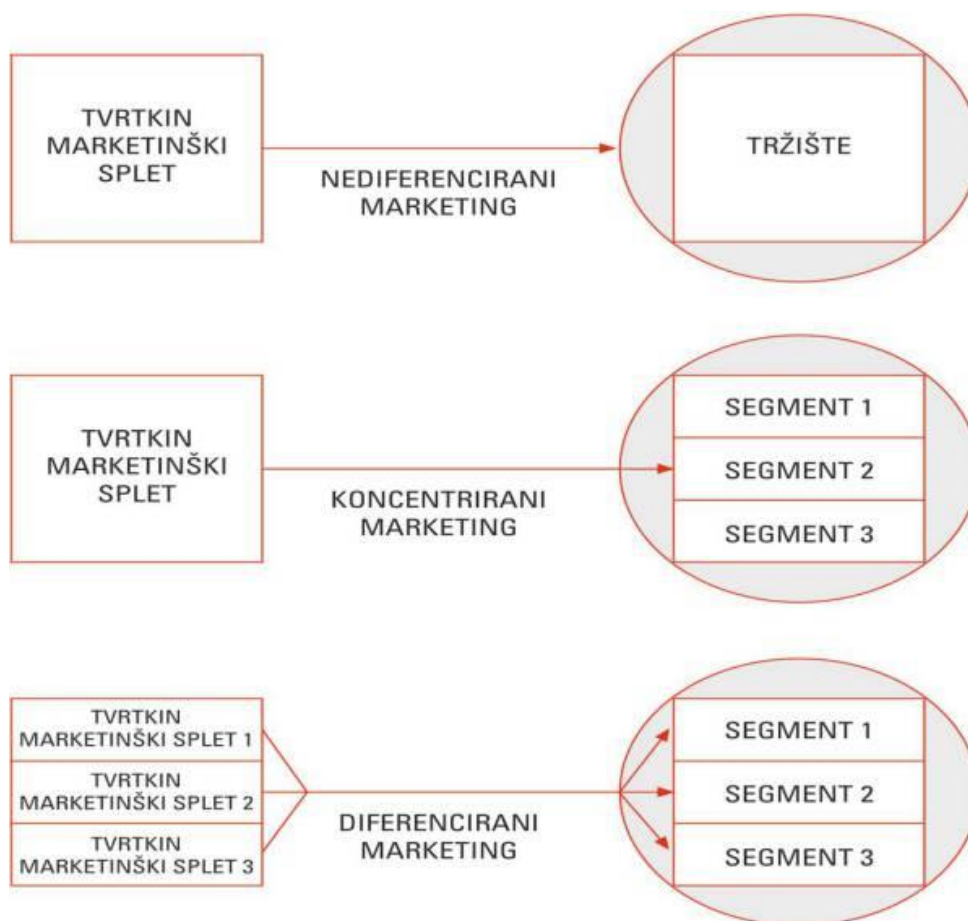 TVRTKIN
MARKETINŠKI
SPLET
NEDIFERENCIRANI
MARKETING
TRŽIŠTE
TVRTKIN
MARKETINŠKI
SPLET
KONCENTRIRANI
MARKETING
SEGMENT 1
SEGMENT 2
SEGMENT 3
TVRTKIN
MARKETINŠKI SPLET 1
TVRTKIN
MARKETINŠKI SPLET 2
TVRTKIN
MARKETINŠKI SPLET 3
DIFERENCIRANI
MARKETING
SEGMENT 1
SEGMENT 2
SEGMENT 3